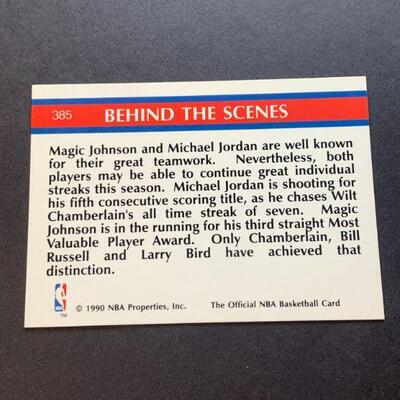 385
BEHIND THE SCENES
Magic Johnson and Michael Jordan are well known
for their great teamwork. Nevertheless, both
players may be able to continue great individual
streaks this season. Michael Jordan is shooting for
his fifth consecutive scoring title, as he chases Wilt
Chamberlain's all time streak of seven. Magic
Johnson is in the running for his third straight Most
Valuable Player Award. Only Chamberlain, Bill
Russell and Larry Bird have achieved that
distinction.
NBA
TM
© 1990 NBA Properties, Inc.
The Official NBA Basketball Card